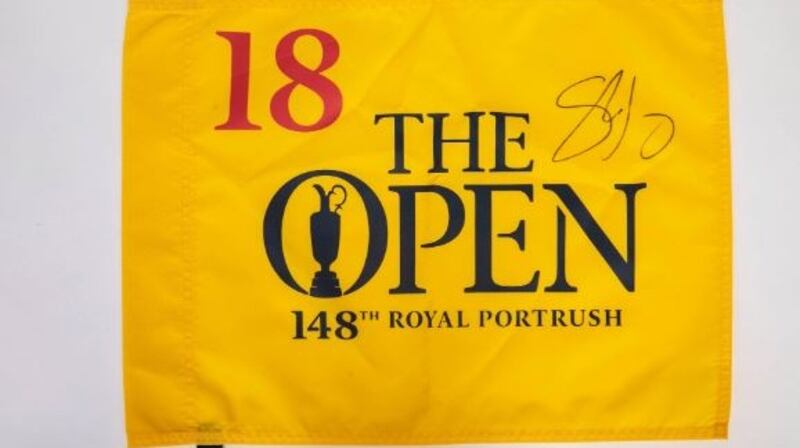 18
THE
OPEN
148TH ROYAL PORTRUSH